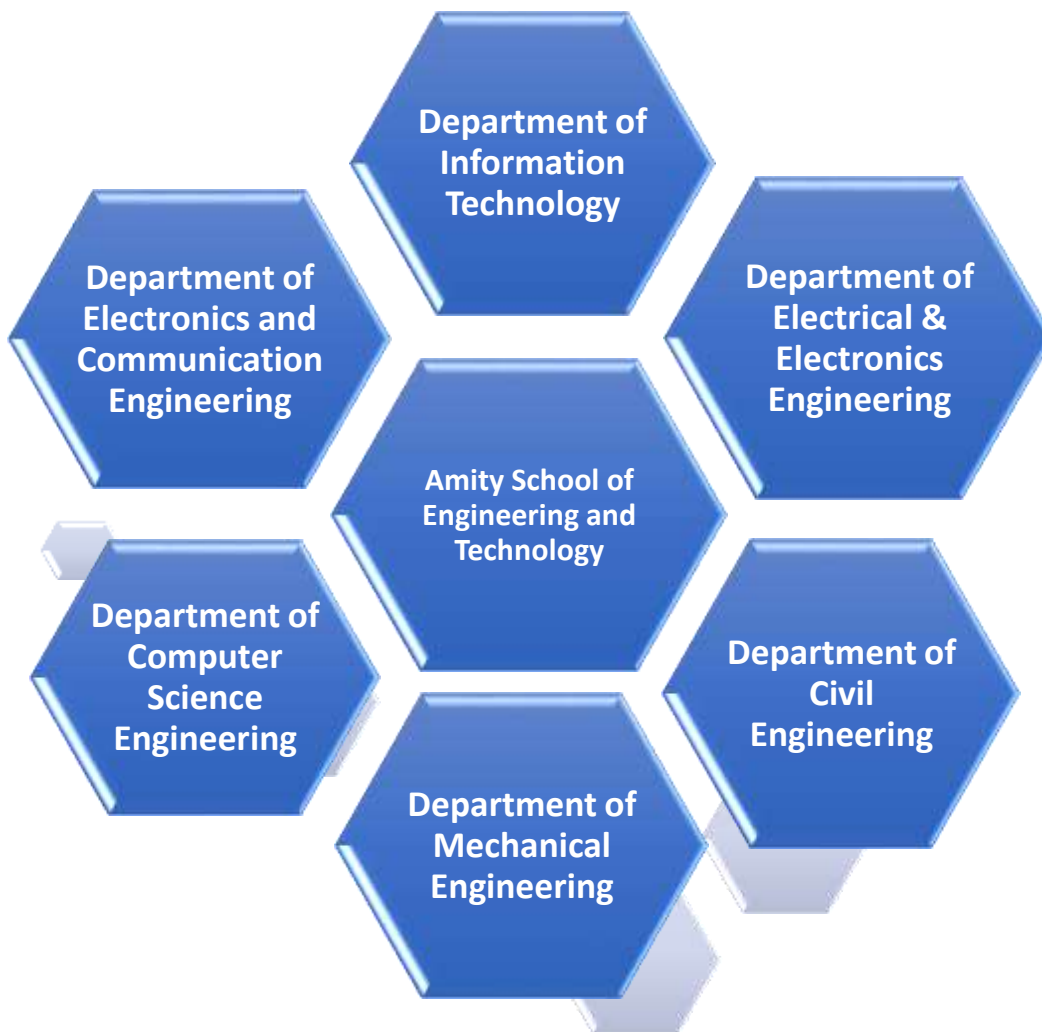 Department of
Information
Technology
Department of
Electronics and
Communication
Engineering
Department of
Electrical &
Electronics
Engineering
Amity School of
Engineering and
Technology
Department of
Computer
Science
Engineering
Department of
Civil
Engineering
Department of
Mechanical
Engineering